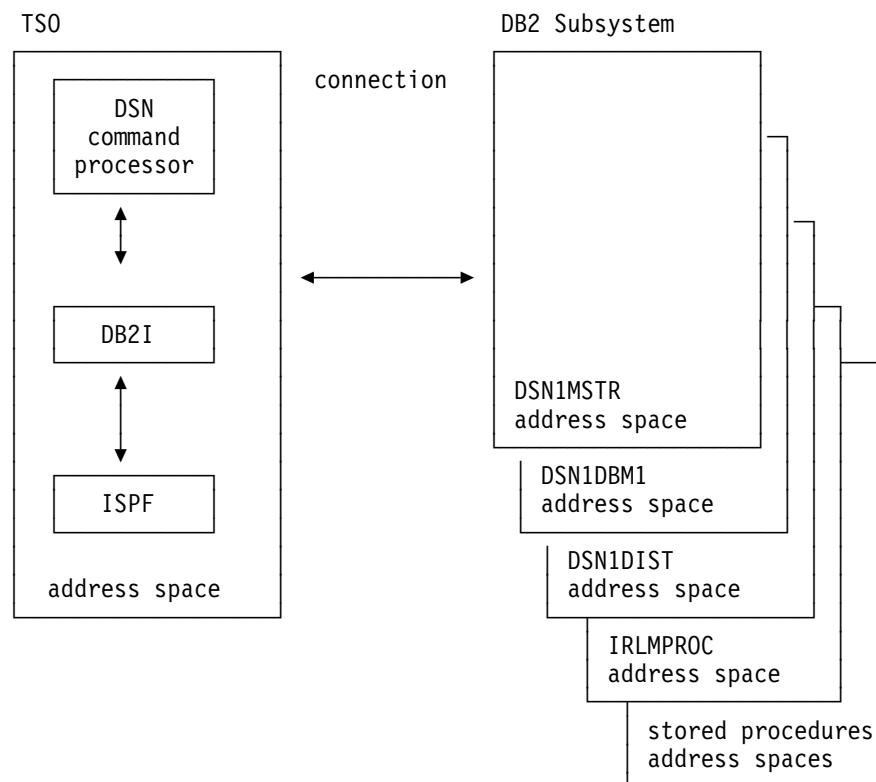 TSO
DB2 Subsystem
connection
DSN
command
processor
DB2I
ISPF
address space
DSN1MSTR
address space
DSN1DBM1
address space
DSN1DIST
address space
IRLMPROC
address space
stored procedures
address spaces